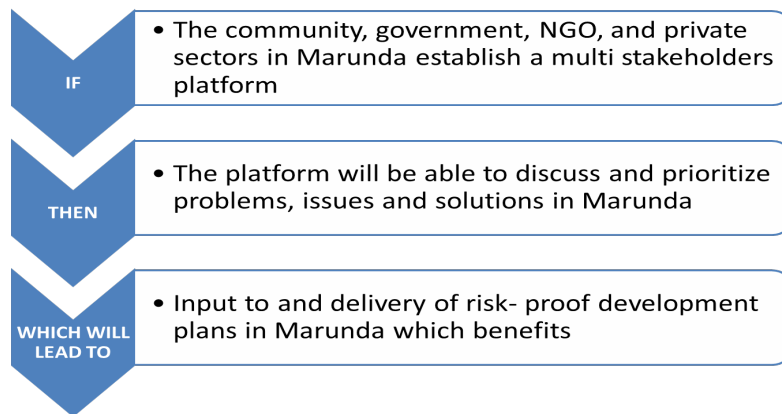 IF
• The community, government, NGO, and private
sectors in Marunda establish a multi stakeholders
platform
THEN
• The platform will be able to discuss and prioritize
problems, issues and solutions in Marunda
WHICH WILL
LEAD TO
• Input to and delivery of risk- proof development
plans in Marunda which benefits